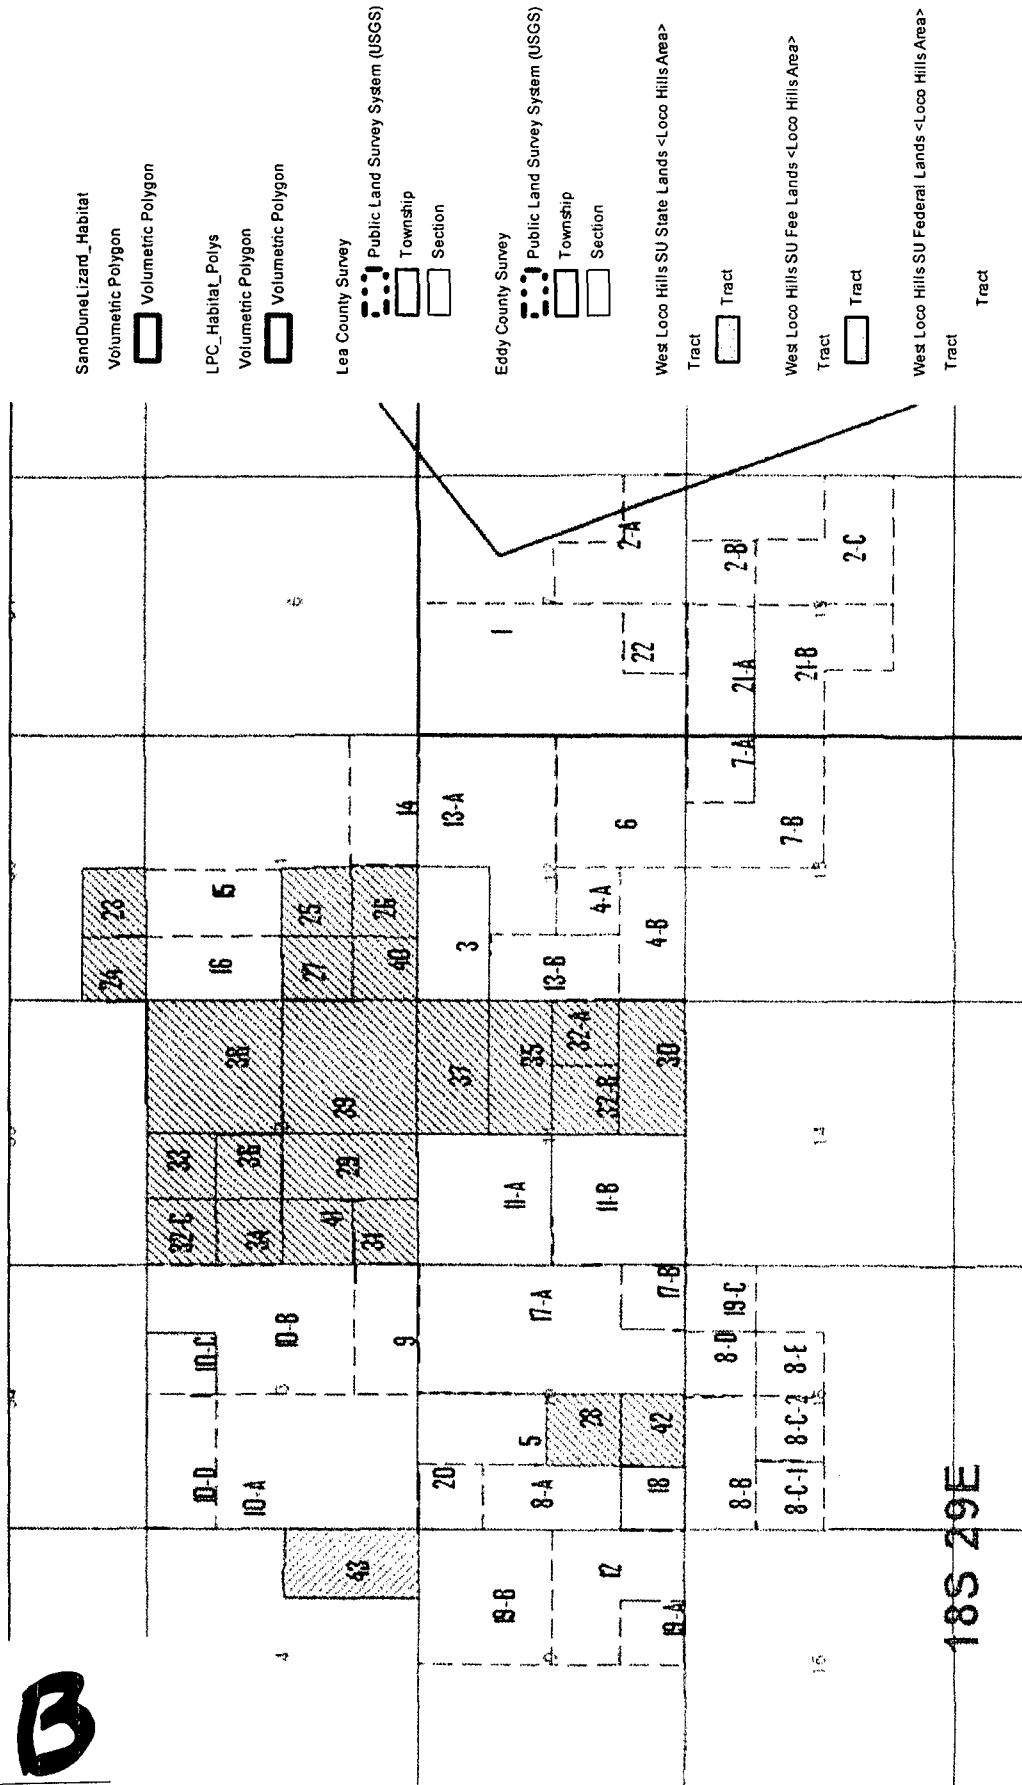 B
SandDuneLizard_Habitat
Volumetric Polygon
Volumetric Polygon
LPC_Habitat_Polys
Volumetric Polygon
Volumetric Polygon
Lea County Survey
Public Land Survey System (USGS)
Township
Section
Eddy County Survey
Public Land Survey System (USGS)
Township
Section
West Loco Hills SU State Lands <Loco Hills Area>
Tract
Tract
West Loco Hills SU Fee Lands <Loco Hills Area>
Tract
Tract
West Loco Hills SU Federal Lands <Loco Hills Area>
Tract
Tract
24 23
10-D 10-C 32-C 33 38 16 15
10-A 10-B 34 36
4 1 6
43 41 29 39 27 25
9 31 40 26 14
20 37 3 13-A
19-B 8-A 5 17-A 11-A 35 13-B 12 1
12 28 11-B 32-B 32-A 4-A 6 2-A
19-A 18 42 17-B 30 4-B 22
8-B 8-D 19-C 7-A 21-A 2-B
8-C-1 8-C-2 8-E 7-B 21-B 2-C
14 13
18S 29E